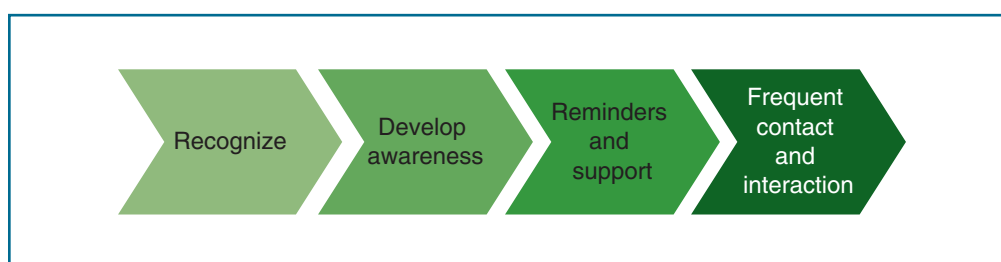 Recognize
Develop
awareness
Reminders
and
support
Frequent
contact
and
interaction